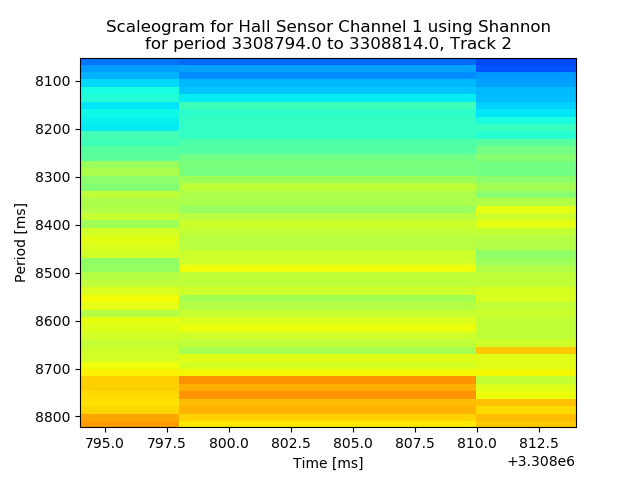 Scaleogram for Hall Sensor Channel 1 using Shannon
for period 3308794.0 to 3308814.0, Track 2
8100
8200
8300
8400
8500
8600
8700
8800
Period [ms]
795.0 797.5 800.0 802.5 805.0 807.5 810.0 812.5
Time [ms]
+3.308e6